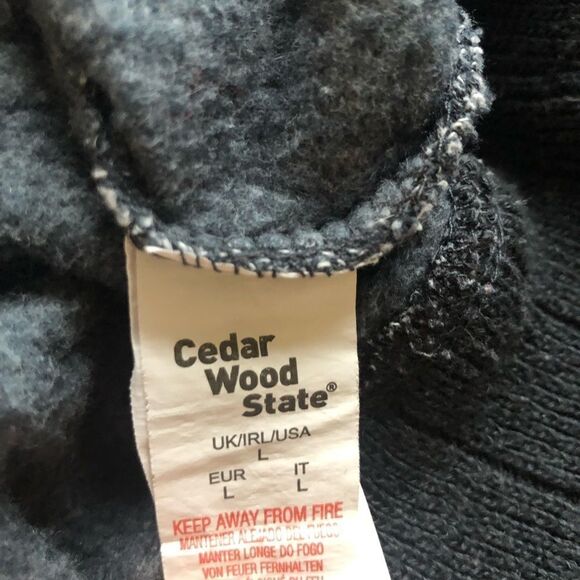 Cedar
Wood
State®
UK/IRL/USA
L
EUR IT
L L
KEEP AWAY FROM FIRE
MANTENER ALEJADO DEL FUEGO
MANTER LONGE DO FOGO
VON FEUER FERNHALTEN